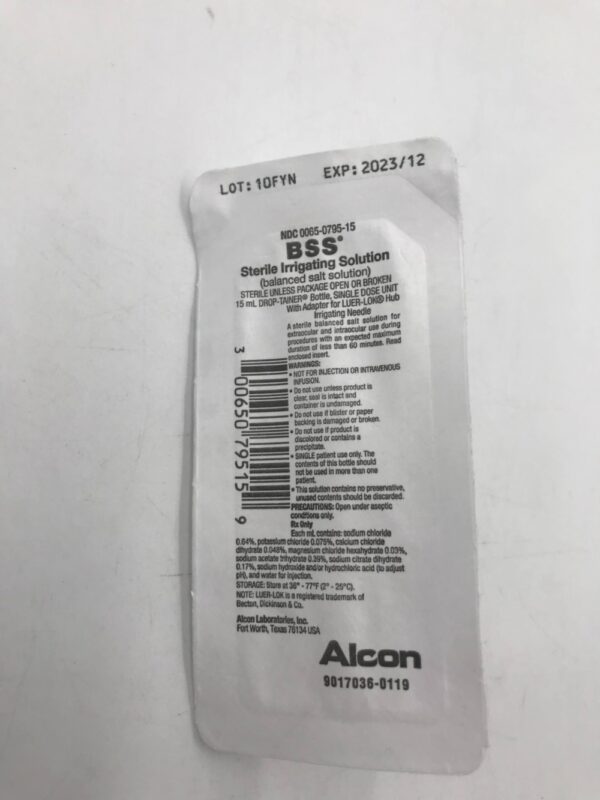 LOT: 10FYN EXP: 2023/12
NDC 0065-0795-15
BSS®
Sterile Irrigating Solution
(balanced salt solution)
STERILE UNLESS PACKAGE OPEN OR BROKEN
15 mL DROP-TAINER® Bottle, SINGLE DOSE UNIT
With Adapter for LUER-LOK® Hub
Irrigating Needle
A sterile balanced salt solution for
extraocular and intraocular use during
procedures with an expected maximum
duration of less than 60 minutes. Read
enclosed insert.
WARNINGS:
• NOT FOR INJECTION OR INTRAVENOUS
INFUSION.
• Do not use unless product is
clear, seal is intact and
container is undamaged.
• Do not use if blister or paper
backing is damaged or broken.
• Do not use if product is
discolored or contains a
precipitate.
• SINGLE patient use only. The
contents of this bottle should
not be used in more than one
patient.
• This solution contains no preservative,
unused contents should be discarded.
PRECAUTIONS: Open under aseptic
conditions only.
Rx Only
Each mL contains: sodium chloride
0.64%, potassium chloride 0.075%, calcium chloride
dihydrate 0.048%, magnesium chloride hexahydrate 0.03%,
sodium acetate trihydrate 0.39%, sodium citrate dihydrate
0.17%, sodium hydroxide and/or hydrochloric acid (to adjust
pH), and water for injection.
STORAGE: Store at 36° - 77°F (2° - 25°C).
NOTE: LUER-LOK is a registered trademark of
Becton, Dickinson & Co.
Alcon Laboratories, Inc.
Fort Worth, Texas 76134 USA
3 00650 79515 9
Alcon
9017036-0119